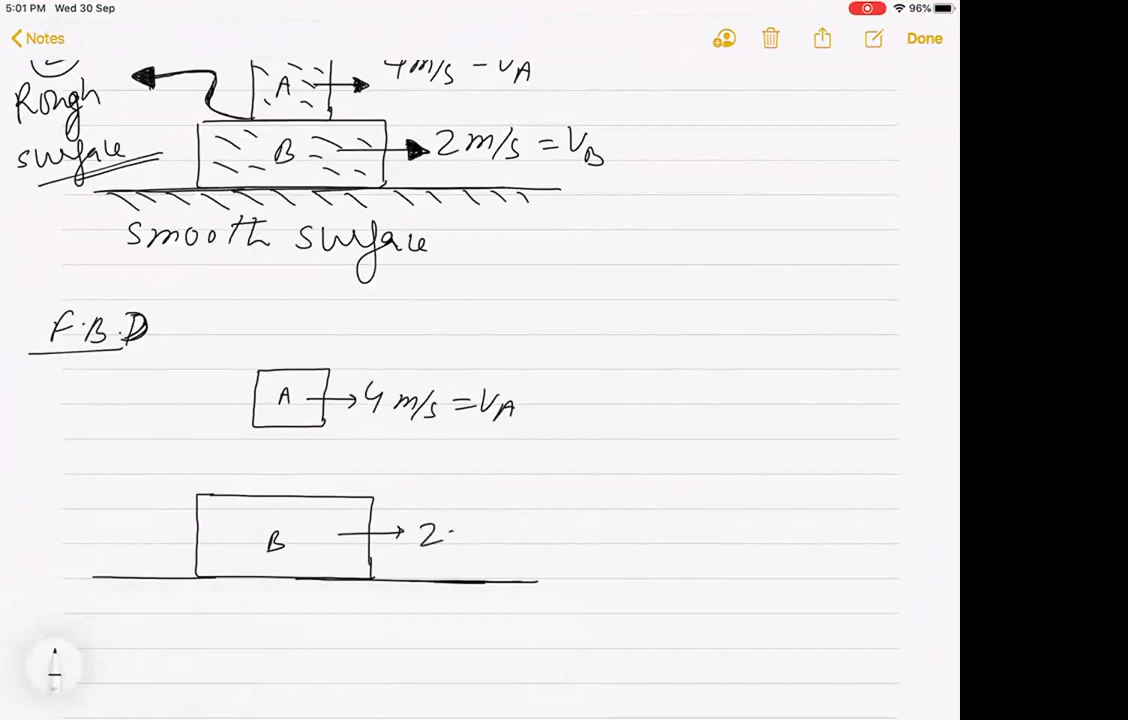 5:01 PM Wed 30 Sep
96%
Notes
Done
A
4m/s = VA
Rough
surface
B
2 m/s = VB
smooth surface
F.B.D
A
4 m/s = VA
B
2